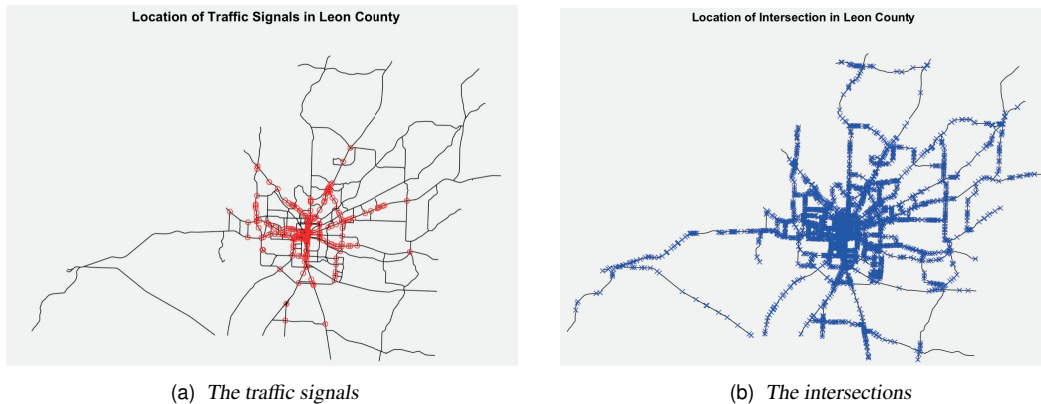 Location of Traffic Signals in Leon County
Location of Intersection in Leon County
(a) The traffic signals
(b) The intersections